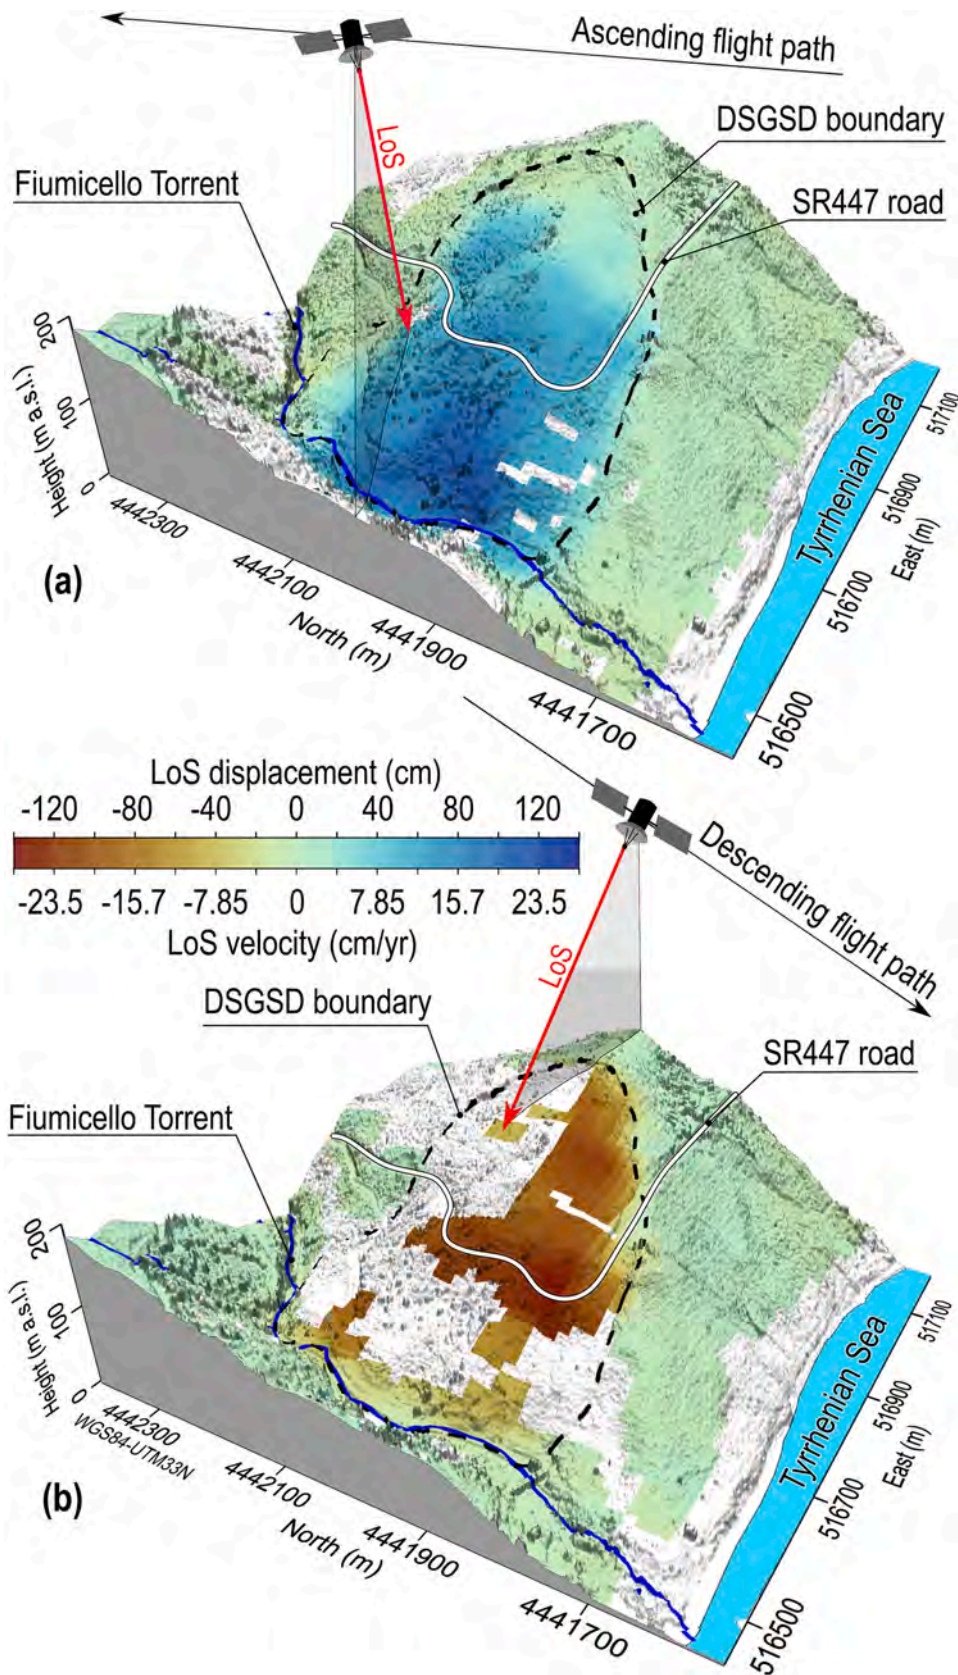 Ascending flight path
DSGSD boundary
LoS
Fiumicello Torrent
SR447 road
200
100
0
Height (m a.s.l.)
4442300
4442100
4441900
4441700
North (m)
517100
516900
516700
516500
East (m)
Tyrrhenian Sea
(a)
LoS displacement (cm)
-120 -80 -40 0 40 80 120
-23.5 -15.7 -7.85 0 7.85 15.7 23.5
LoS velocity (cm/yr)
Descending flight path
LoS
DSGSD boundary
SR447 road
Fiumicello Torrent
200
100
0
Height (m a.s.l.)
4442300
WGS84-UTM33N
4442100
4441900
4441700
North (m)
517100
516900
516700
516500
East (m)
Tyrrhenian Sea
(b)